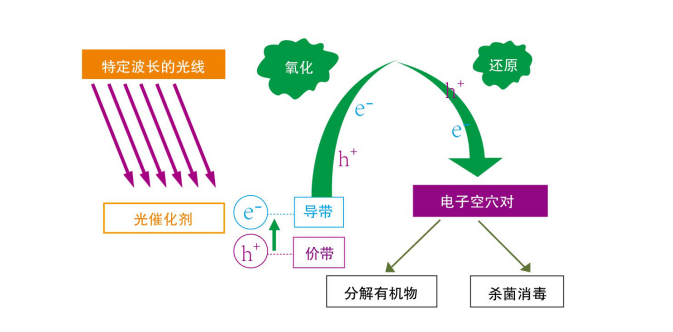 特定波长的光线
氧化
还原
h⁺
e⁻
e⁻
h⁺
光催化剂
e⁻
导带
电子空穴对
h⁺
价带
分解有机物
杀菌消毒